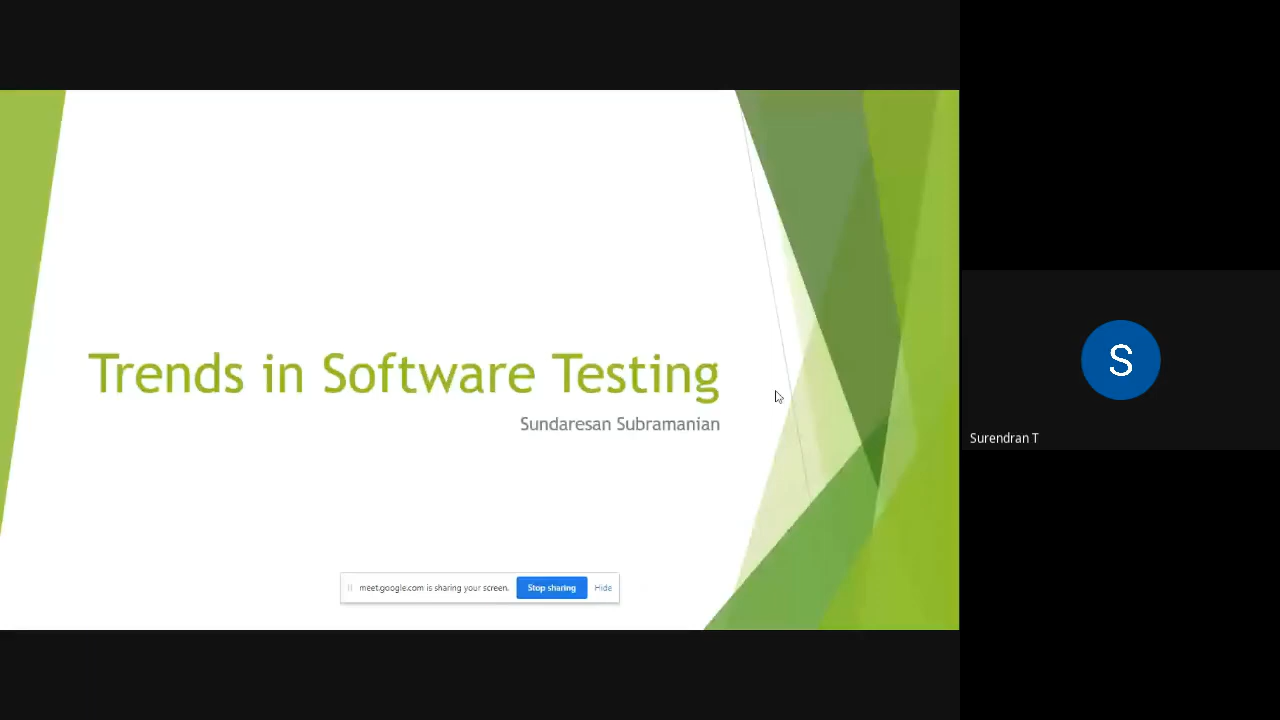 Trends in Software Testing
Sundaresan Subramanian
meet.google.com is sharing your screen. Stop sharing Hide
S
Surendran T